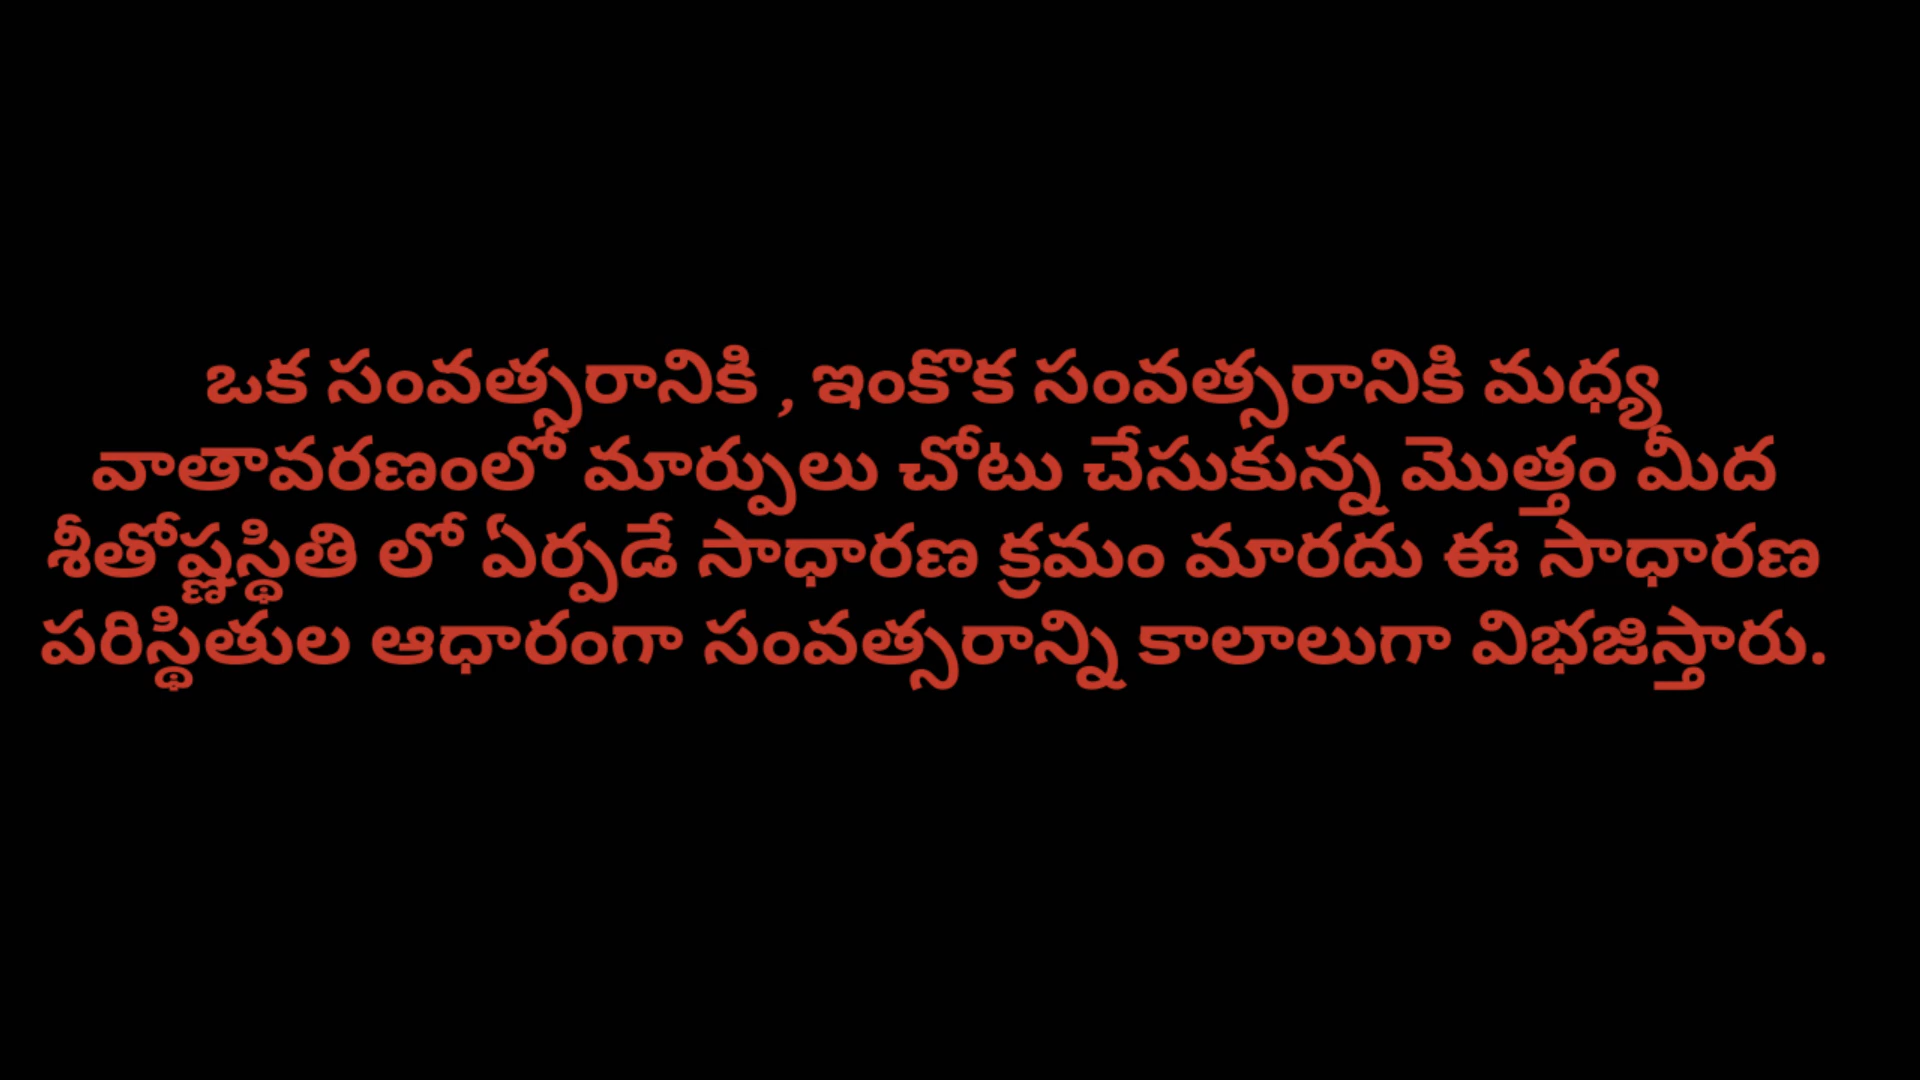 ఒక సంవత్సరానికి , ఇంకొక సంవత్సరానికి మధ్య
వాతావరణంలో మార్పులు చోటు చేసుకున్న మొత్తం మీద
శీతోష్ణస్థితి లో ఏర్పడే సాధారణ క్రమం మారదు ఈ సాధారణ
పరిస్థితుల ఆధారంగా సంవత్సరాన్ని కాలాలుగా విభజిస్తారు.